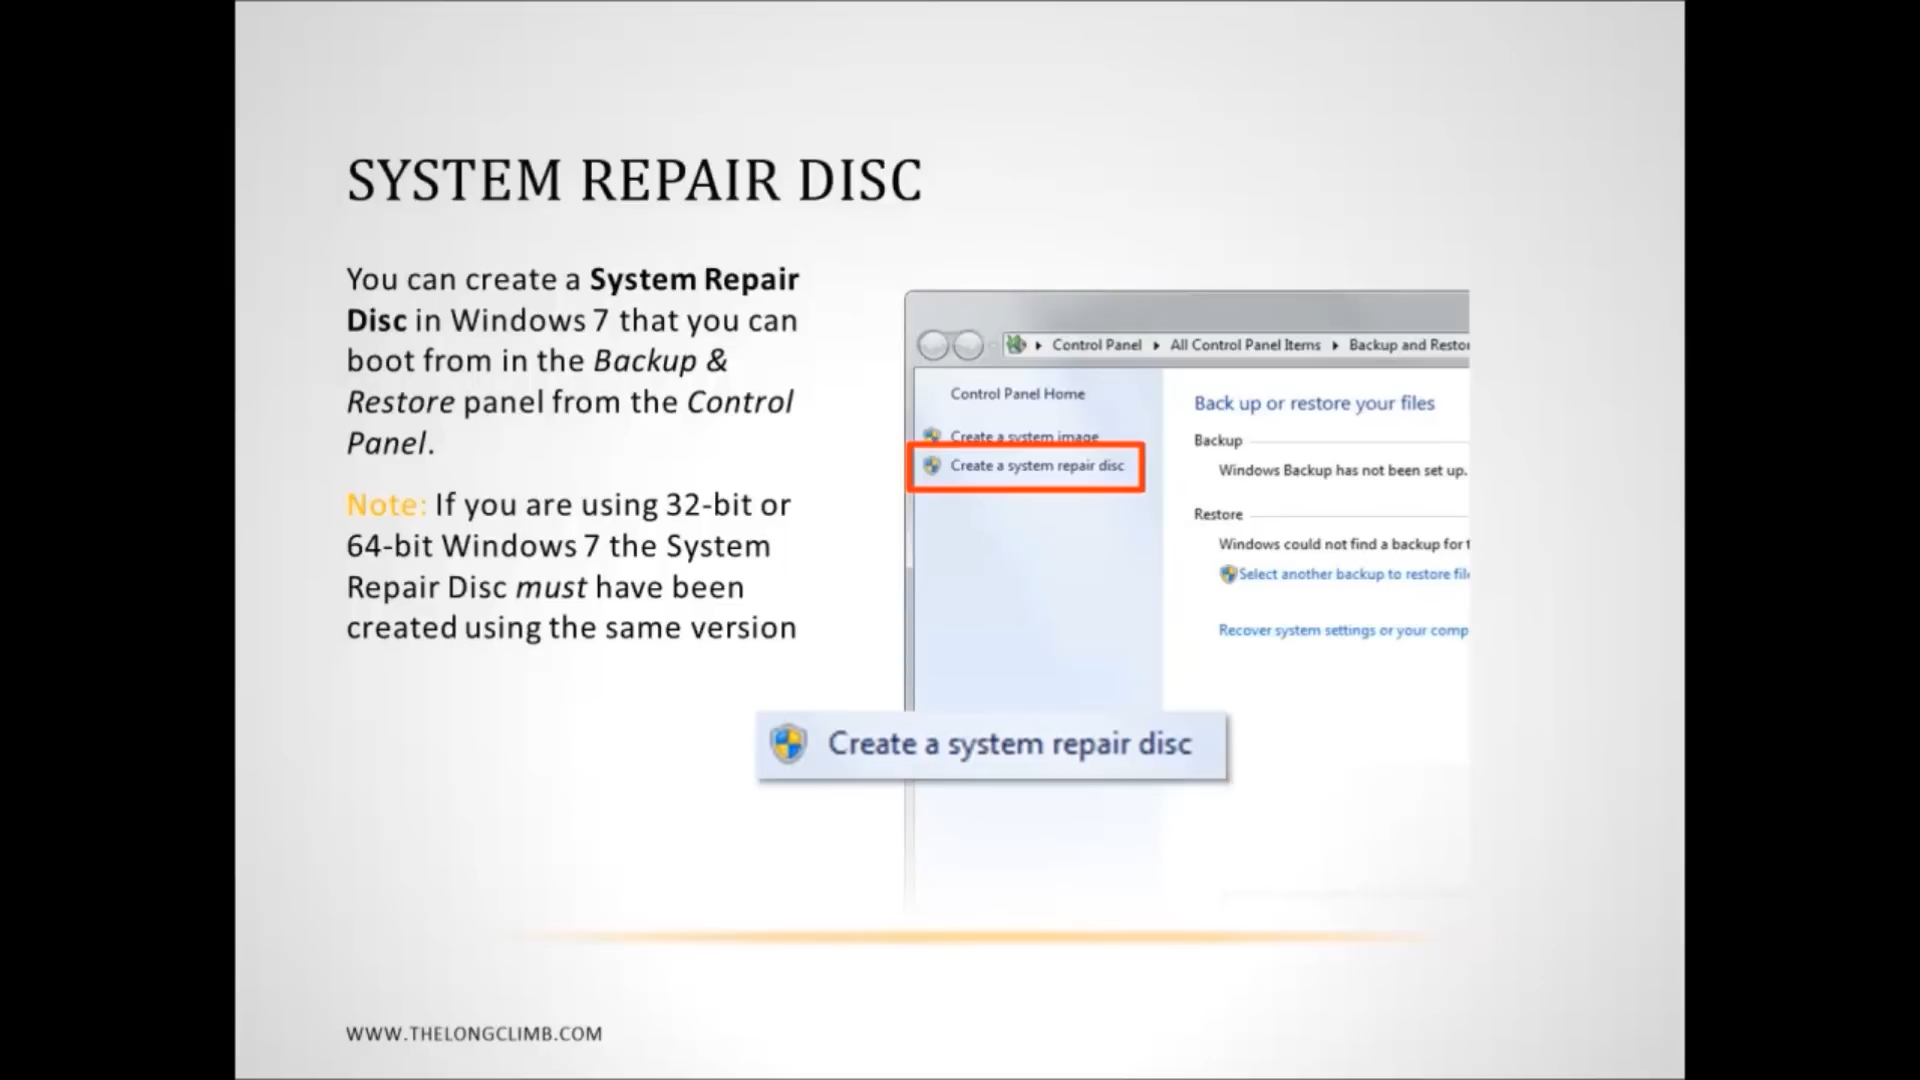 SYSTEM REPAIR DISC
You can create a System Repair
Disc in Windows 7 that you can
boot from in the Backup &
Restore panel from the Control
Panel.
Note: If you are using 32-bit or
64-bit Windows 7 the System
Repair Disc must have been
created using the same version
Control Panel All Control Panel Items Backup and
Control Panel Home
Create a system image
Create a system repair disc
Back up or restore your files
Backup
Windows Backup has not been set up.
Restore
Windows could not find a backup for
Select another backup to restore
Recover system settings or your
Create a system repair disc
WWW.THELONGCLIMB.COM